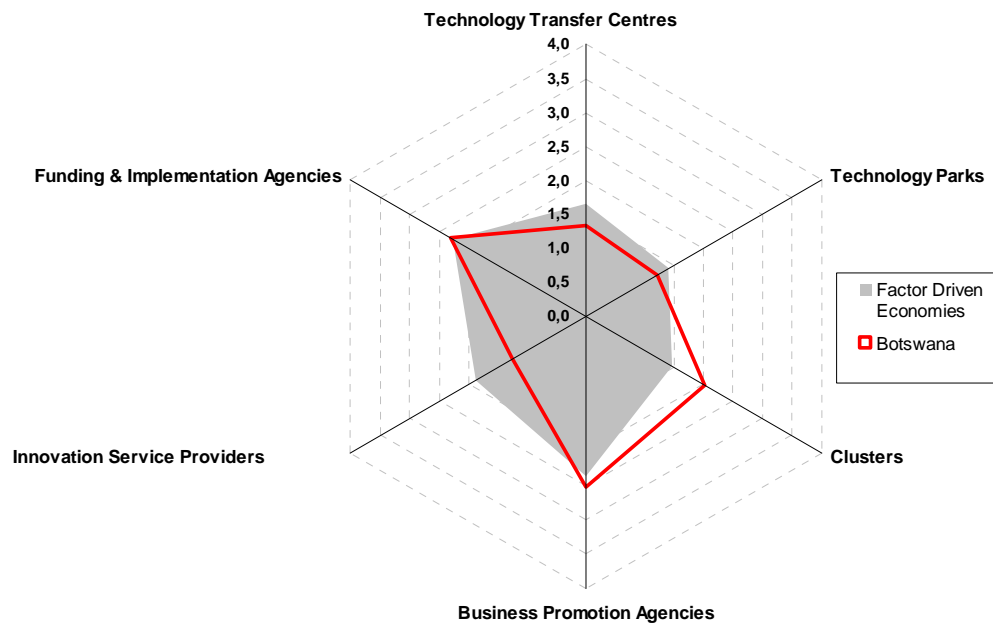 Technology Transfer Centres
4,0
3,5
3,0
2,5
2,0
1,5
1,0
0,5
0,0
Funding & Implementation Agencies
Technology Parks
Factor Driven
Economies
Botswana
Innovation Service Providers
Clusters
Business Promotion Agencies